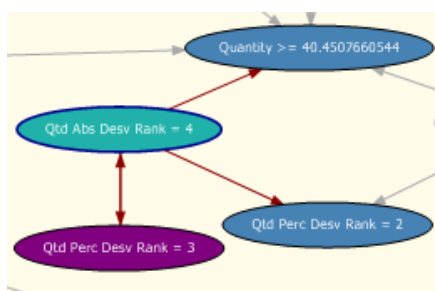 Quantity >= 40.4507660544
Qtd Abs Desv Rank = 4
Qtd Perc Desv Rank = 2
Qtd Perc Desv Rank = 3